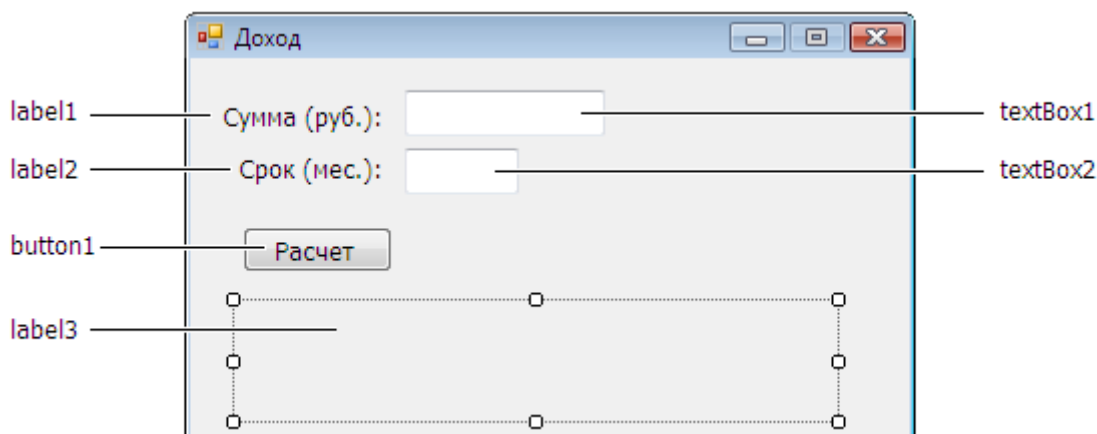 Доход
label1
Сумма (руб.):
textBox1
label2
Срок (мес.):
textBox2
button1
Расчет
label3